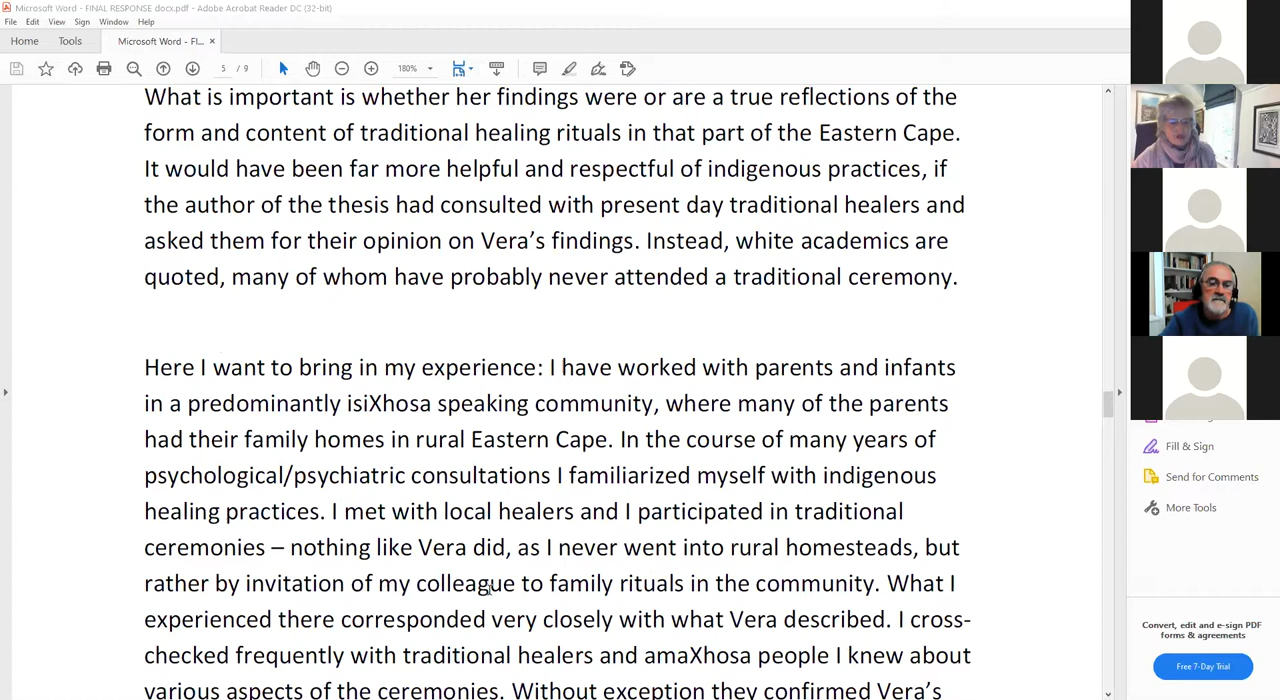 Microsoft Word - FINAL RESPONSE docx.pdf - Adobe Acrobat Reader DC (32-bit)
File Edit View Sign Window Help
Home Tools Microsoft Word - FI... ×
5 / 9 180%
What is important is whether her findings were or are a true reflections of the
form and content of traditional healing rituals in that part of the Eastern Cape.
It would have been far more helpful and respectful of indigenous practices, if
the author of the thesis had consulted with present day traditional healers and
asked them for their opinion on Vera’s findings. Instead, white academics are
quoted, many of whom have probably never attended a traditional ceremony.
Here I want to bring in my experience: I have worked with parents and infants
in a predominantly isiXhosa speaking community, where many of the parents
had their family homes in rural Eastern Cape. In the course of many years of
psychological/psychiatric consultations I familiarized myself with indigenous
healing practices. I met with local healers and I participated in traditional
ceremonies – nothing like Vera did, as I never went into rural homesteads, but
rather by invitation of my colleague to family rituals in the community. What I
experienced there corresponded very closely with what Vera described. I cross-
checked frequently with traditional healers and amaXhosa people I knew about
various aspects of the ceremonies. Without exception they confirmed Vera’s
Fill & Sign
Send for Comments
More Tools
Convert, edit and e-sign PDF
forms & agreements
Free 7-Day Trial